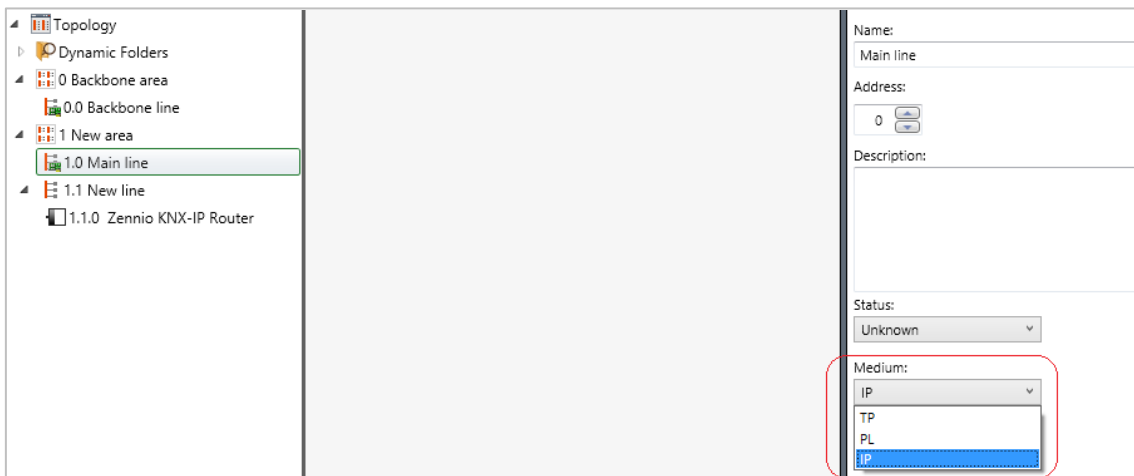 Topology
Dynamic Folders
0 Backbone area
0.0 Backbone line
1 New area
1.0 Main line
1.1 New line
1.1.0 Zennio KNX-IP Router
Name:
Main line
Address:
0
Description:
Status:
Unknown
Medium:
IP
TP
PL
IP